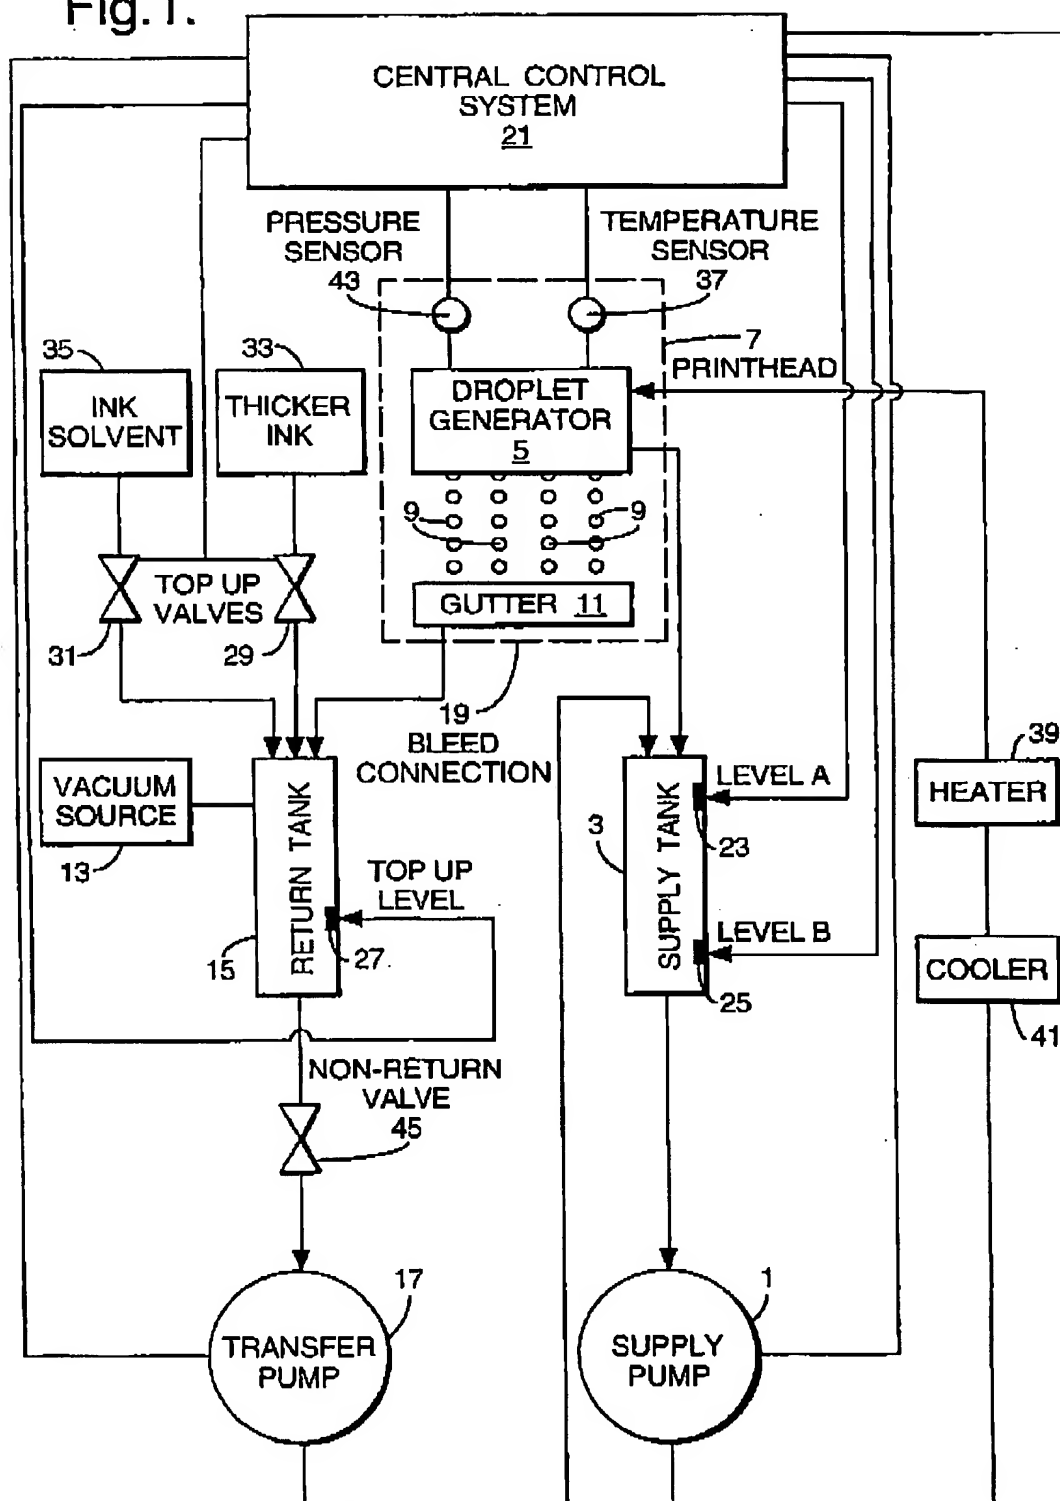 Fig.1.
CENTRAL CONTROL
SYSTEM
21
PRESSURE
SENSOR
43
TEMPERATURE
SENSOR
37
7
PRINTHEAD
35
INK
SOLVENT
33
THICKER
INK
DROPLET
GENERATOR
5
9
9
TOP UP
VALVES
31
29
GUTTER 11
19
BLEED
CONNECTION
VACUUM
SOURCE
13
RETURN TANK
15
TOP UP
LEVEL
27
3
SUPPLY TANK
LEVEL A
23
LEVEL B
25
39
HEATER
COOLER
41
NON-RETURN
VALVE
45
17
TRANSFER
PUMP
1
SUPPLY
PUMP